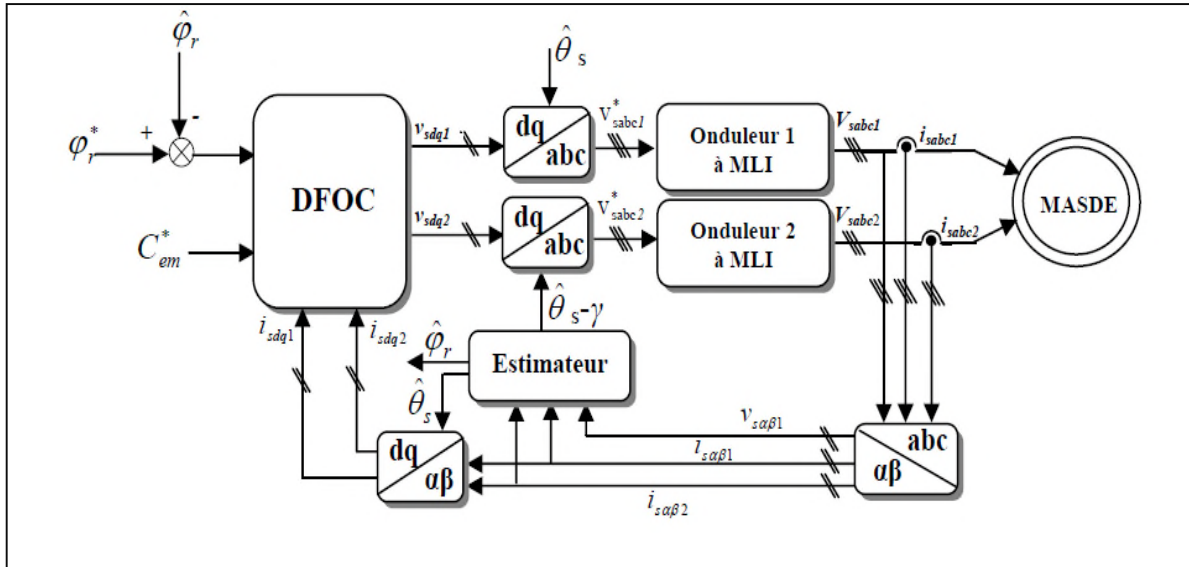 φ̂r
θ̂s
φr* + -
DFOC
vsdq1
dq
abc
V*sabc1
Onduleur 1
à MLI
Vsabc1
isabc1
MASDE
C*em
vsdq2
dq
abc
V*sabc2
Onduleur 2
à MLI
Vsabc2
isabc2
θ̂s-γ
isdq1
isdq2
φ̂r
Estimateur
θ̂s
dq
αβ
vsαβ1
isαβ1
isαβ2
abc
αβ